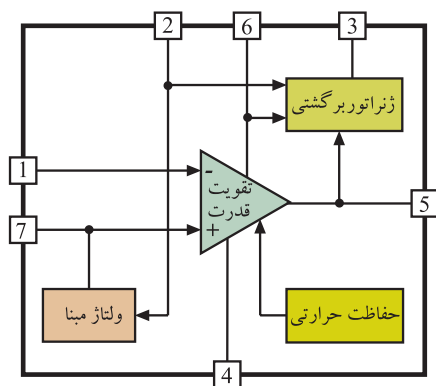 2
6
3
ژنراتور برگشتی
1
-
تقویت
قدرت
7
+
5
ولتاژ مبنا
حفاظت حرارتی
4